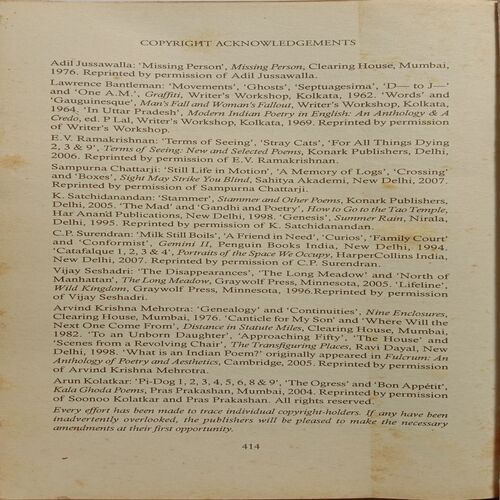 COPYRIGHT ACKNOWLEDGEMENTS
Adil Jussawalla: 'Missing Person', Missing Person, Clearing House, Mumbai,
1976. Reprinted by permission of Adil Jussawalla.
Lawrence Bantleman: 'Movements', 'Ghosts', 'Septuagesima', 'D— to J—'
and 'One A.M.', Graffiti, Writer's Workshop, Kolkata, 1962. 'Words' and
'Gauguinesque', Man's Fall and Woman's Fallout, Writer's Workshop, Kolkata,
1964. 'In Uttar Pradesh', Modern Indian Poetry in English: An Anthology & A
Credo, ed. P Lal, Writer's Workshop, Kolkata, 1969. Reprinted by permission
of Writer's Workshop.
E.V. Ramakrishnan: 'Terms of Seeing', 'Stray Cats', 'For All Things Dying
2, 3 & 9', Terms of Seeing: New and Selected Poems, Konark Publishers, Delhi,
2006. Reprinted by permission of E.V. Ramakrishnan.
Sampurna Chattarji: 'Still Life in Motion', 'A Memory of Logs', 'Crossing'
and 'Boxes', Sight May Strike You Blind, Sahitya Akademi, New Delhi, 2007.
Reprinted by permission of Sampurna Chattarji.
K. Satchidanandan: 'Stammer', Stammer and Other Poems, Konark Publishers,
Delhi, 2005. 'The Mad' and 'Gandhi and Poetry', How to Go to the Tao Temple,
Har Anand Publications, New Delhi, 1998. 'Genesis', Summer Rain, Nirala,
Delhi, 1995. Reprinted by permission of K. Satchidanandan.
C.P. Surendran: 'Milk Still Boils', 'A Friend in Need', 'Curios', 'Family Court'
and 'Conformist', Gemini II, Penguin Books India, New Delhi, 1994.
'Catafalque 1, 2, 3 & 4', Portraits of the Space We Occupy, HarperCollins India,
New Delhi, 2007. Reprinted by permission of C.P. Surendran.
Vijay Seshadri: 'The Disappearances', 'The Long Meadow' and 'North of
Manhattan', The Long Meadow, Graywolf Press, Minnesota, 2005. 'Lifeline',
Wild Kingdom, Graywolf Press, Minnesota, 1996.Reprinted by permission
of Vijay Seshadri.
Arvind Krishna Mehrotra: 'Genealogy' and 'Continuities', Nine Enclosures,
Clearing House, Mumbai, 1976. 'Canticle for My Son' and 'Where Will the
Next One Come From', Distance in Statute Miles, Clearing House, Mumbai,
1982. 'To an Unborn Daughter', 'Approaching Fifty', 'The House' and
'Scenes from a Revolving Chair', The Transfiguring Places, Ravi Dayal, New
Delhi, 1998. 'What is an Indian Poem?' originally appeared in Fulcrum: An
Anthology of Poetry and Aesthetics, Cambridge, 2005. Reprinted by permission
of Arvind Krishna Mehrotra.
Arun Kolatkar: 'Pi-Dog 1, 2, 3, 4, 5, 6, 8 & 9', 'The Ogress' and 'Bon Appétit',
Kala Ghoda Poems, Pras Prakashan, Mumbai, 2004. Reprinted by permission
of Soonoo Kolatkar and Pras Prakashan. All rights reserved.
Every effort has been made to trace individual copyright-holders. If any have been
inadvertently overlooked, the publishers will be pleased to make the necessary
amendments at their first opportunity.
414